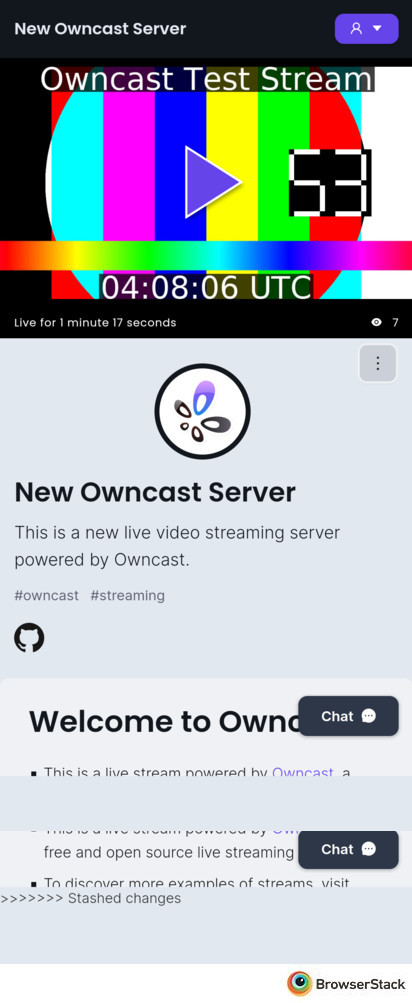 New Owncast Server
Owncast Test Stream
53
04:08:06 UTC
Live for 1 minute 17 seconds
7
New Owncast Server
This is a new live video streaming server
powered by Owncast.
#owncast #streaming
Welcome to Ownc
Chat
This is a live stream powered by Owncast, a
This is a live stream powered by
free and open source live streaming
Chat
To discover more examples of streams, visit
>>>>>>> Stashed changes
BrowserStack